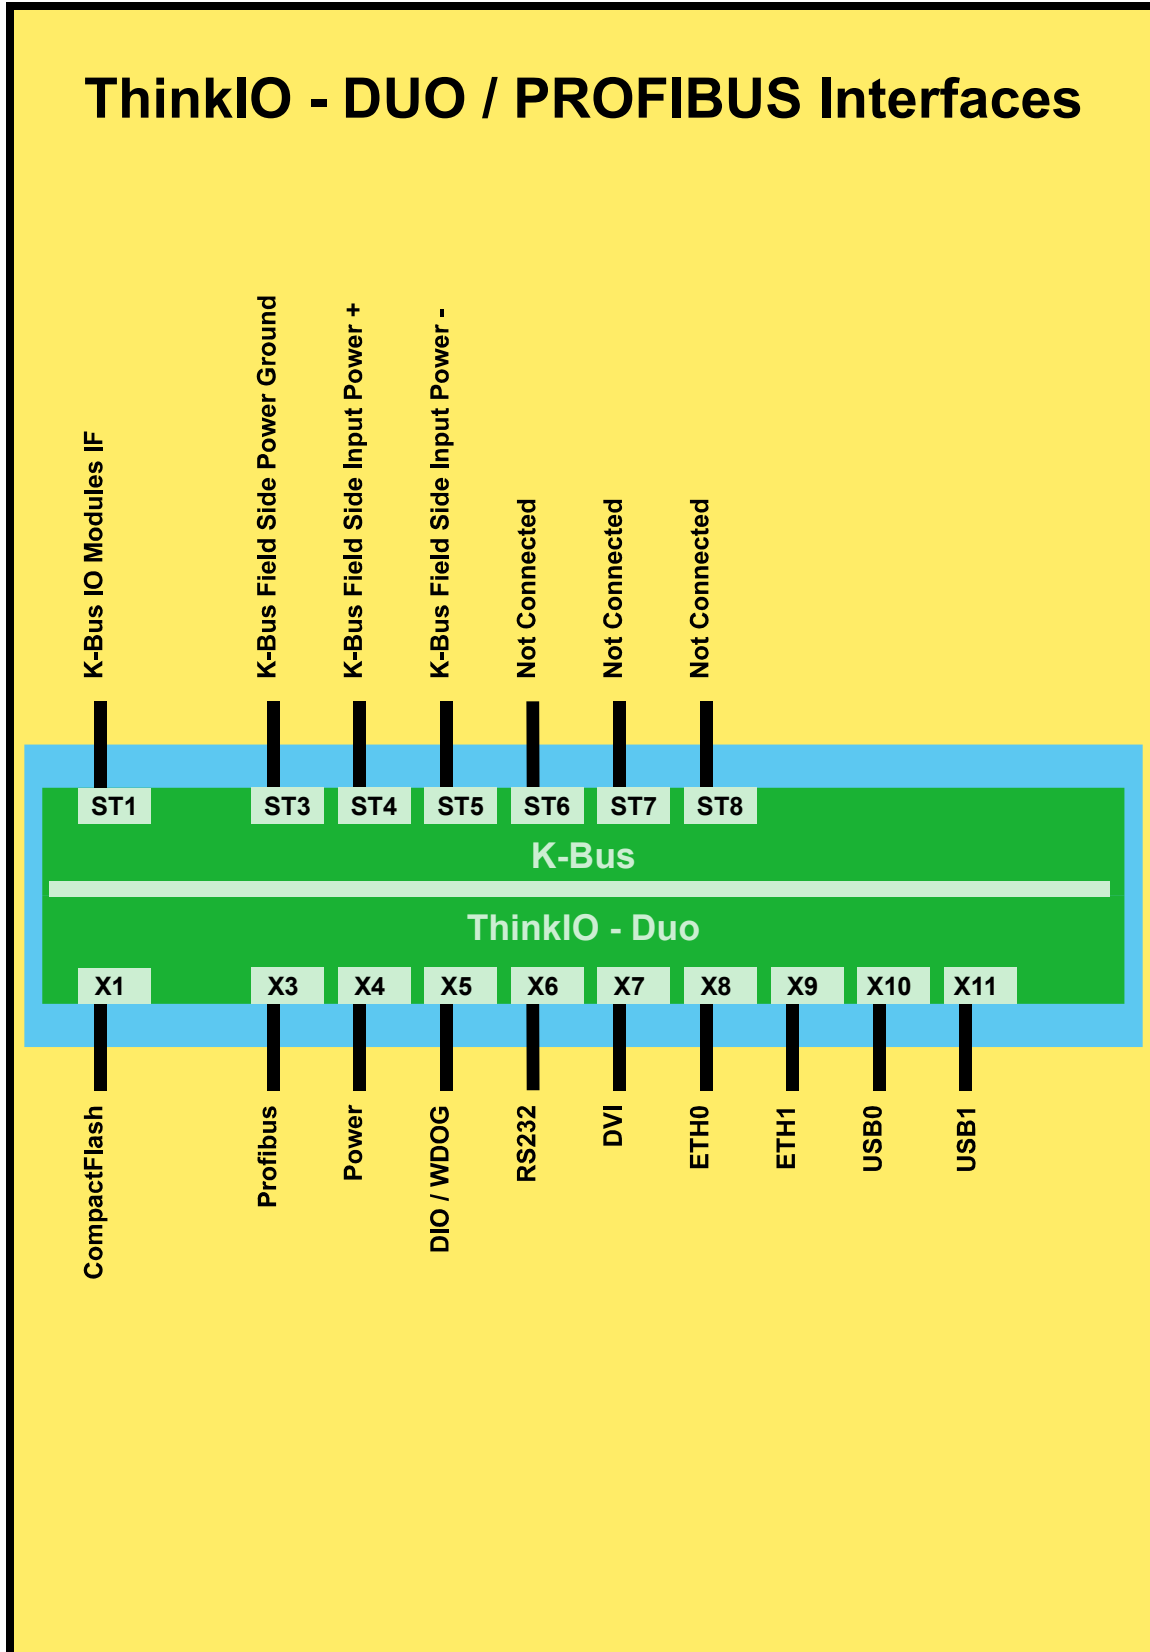 ThinkIO - DUO / PROFIBUS Interfaces
K-Bus IO Modules IF
K-Bus Field Side Power Ground
K-Bus Field Side Input Power +
K-Bus Field Side Input Power -
Not Connected
Not Connected
Not Connected
ST1 ST3 ST4 ST5 ST6 ST7 ST8
K-Bus
ThinkIO - Duo
X1 X3 X4 X5 X6 X7 X8 X9 X10 X11
CompactFlash
Profibus
Power
DIO / WDOG
RS232
DVI
ETH0
ETH1
USB0
USB1